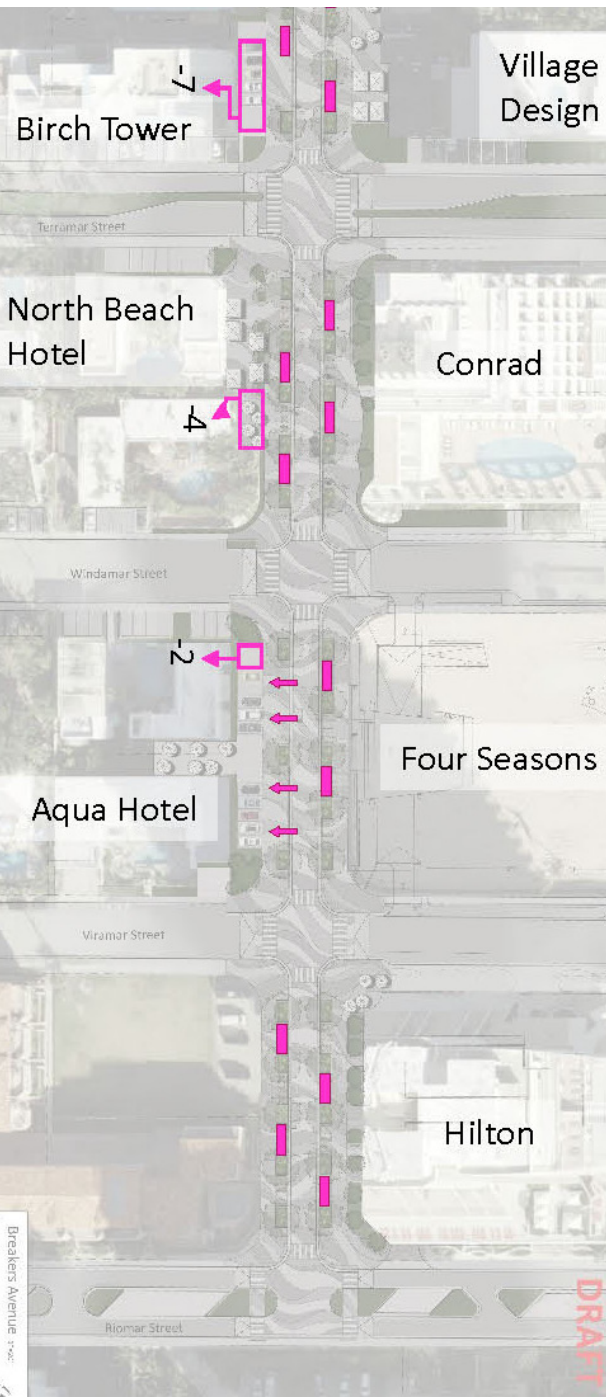 Village
Design
-7
Birch Tower
Terramar Street
North Beach
Hotel
Conrad
-4
Windamar Street
-2
Four Seasons
Aqua Hotel
Viramar Street
Hilton
Breakers Avenue
DRAFT
Riomar Street